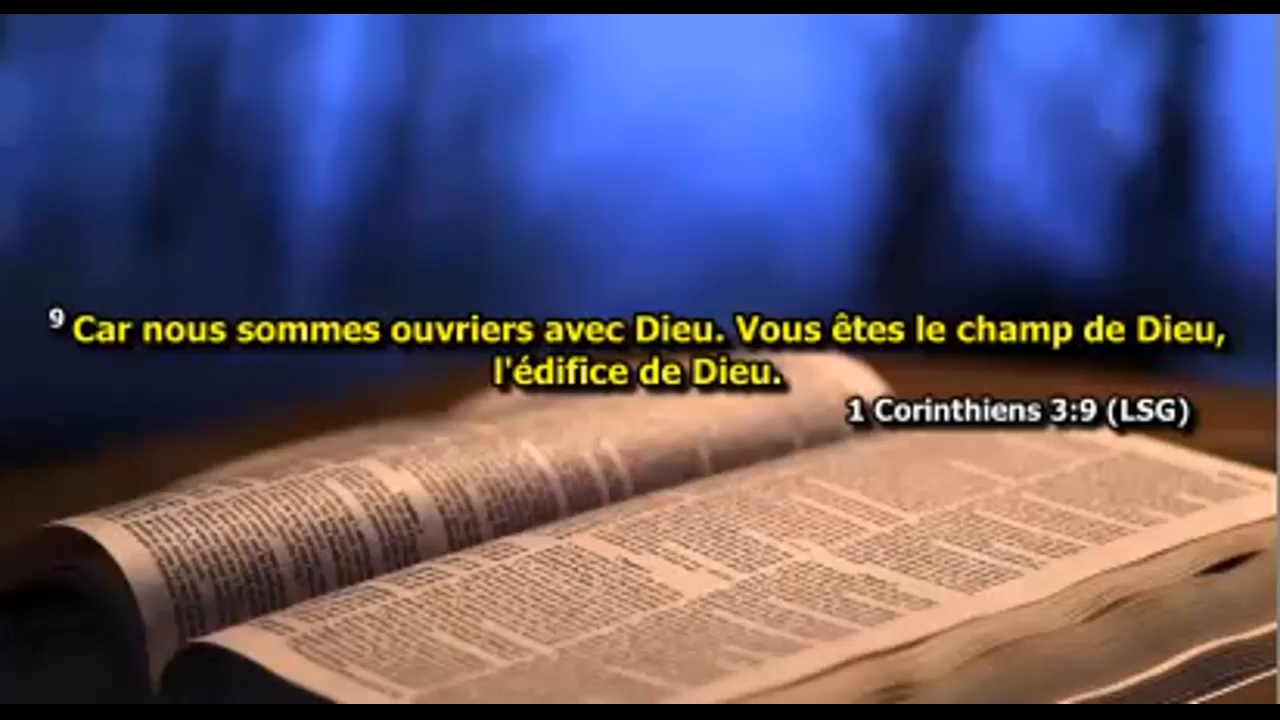 9 Car nous sommes ouvriers avec Dieu. Vous êtes le champ de Dieu,
l'édifice de Dieu.
1 Corinthiens 3:9 (LSG)